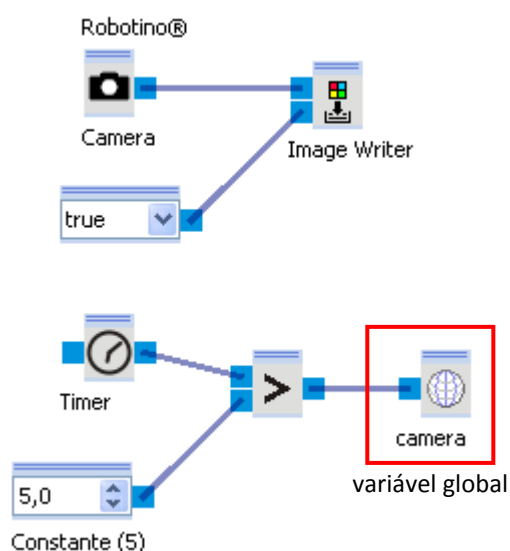 Robotino®
Camera
Image Writer
true
Timer
>
camera
variável global
5,0
Constante (5)